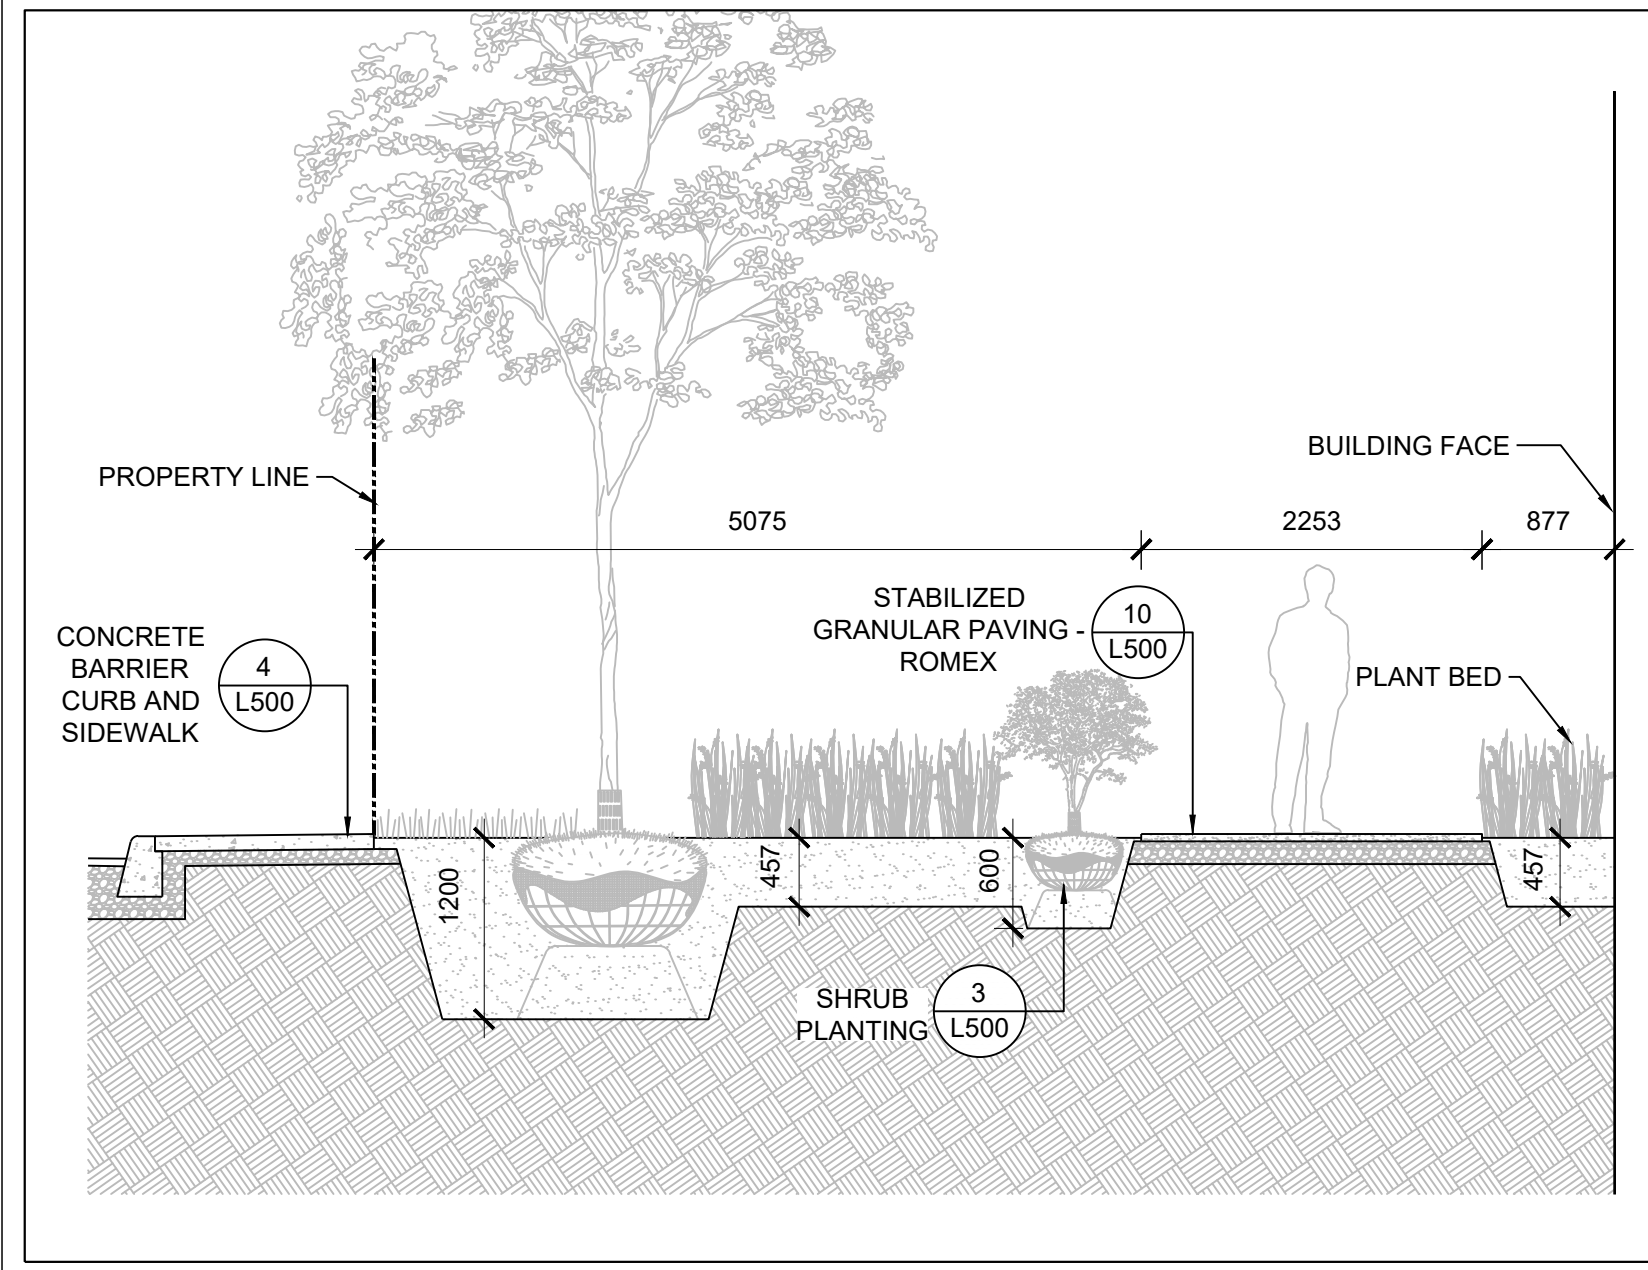 PROPERTY LINE
BUILDING FACE
5075
2253
877
CONCRETE
BARRIER
CURB AND
SIDEWALK
4
L500
STABILIZED
GRANULAR PAVING -
ROMEX
10
L500
PLANT BED
1200
457
600
457
SHRUB
PLANTING
3
L500